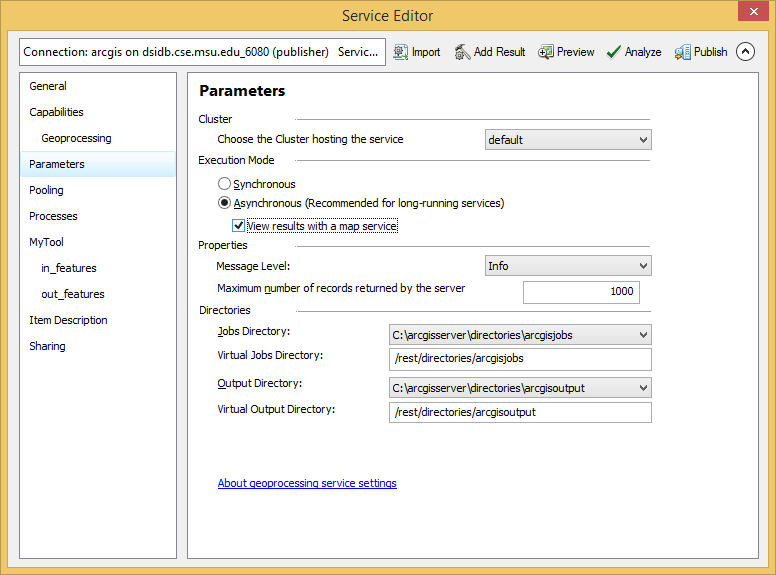 Service Editor
Connection: arcgis on dsidb.cse.msu.edu_6080 (publisher) Servic... Import Add Result Preview Analyze Publish
General
Capabilities
Geoprocessing
Parameters
Pooling
Processes
MyTool
in_features
out_features
Item Description
Sharing
Parameters
Cluster
Choose the Cluster hosting the service default
Execution Mode
Synchronous
Asynchronous (Recommended for long-running services)
View results with a map service
Properties
Message Level: Info
Maximum number of records returned by the server 1000
Directories
Jobs Directory: C:\arcgisserver\directories\arcgisjobs
Virtual Jobs Directory: /rest/directories/arcgisjobs
Output Directory: C:\arcgisserver\directories\arcgisoutput
Virtual Output Directory: /rest/directories/arcgisoutput
About geoprocessing service settings